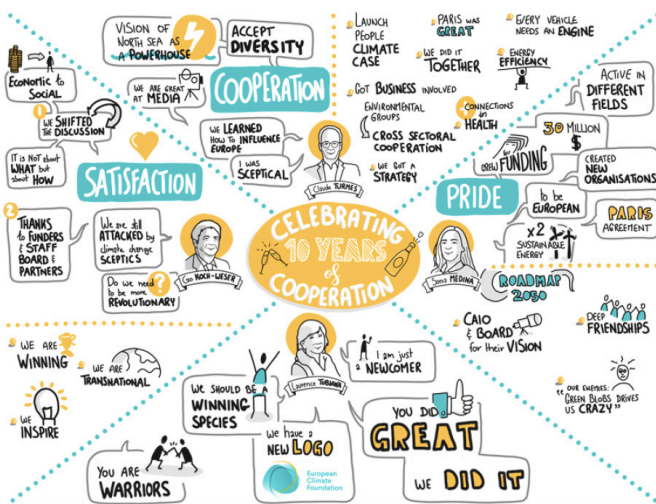 VISION OF
NORTH SEA AS
A POWERHOUSE
ACCEPT
DIVERSITY
COOPERATION
WE ARE GREAT
AT MEDIA
WE LEARNED
HOW TO INFLUENCE
EUROPE
I WAS
SCEPTICAL
Claude TURMES
Economic to
Social
1
WE SHIFTED
THE DISCUSSION
IT IS NOT about
WHAT but
about HOW
SATISFACTION
2
THANKS
to FUNDERS
& STAFF
BOARD &
PARTNERS
We are still
ATTACKED by
climate change
SCEPTICS
Do we need
to be more
REVOLUTIONARY
?
Caio KOCH-WESER
LAUNCH
PEOPLE
CLIMATE
CASE
PARIS WAS
GREAT
EVERY VEHICLE
NEEDS AN ENGINE
WE DID IT
TOGETHER
ENERGY
EFFICIENCY
GOT BUSINESS INVOLVED
ENVIRONMENTAL
GROUPS
CROSS SECTORAL
COOPERATION
CONNECTIONS
in
HEALTH
WE GOT A
STRATEGY
ACTIVE IN
DIFFERENT
FIELDS
30 MILLION
$
GREW FUNDING
CREATED
NEW
ORGANISATIONS
PRIDE
to be
EUROPEAN
PARIS
AGREEMENT
x2
SUSTAINABLE
ENERGY
MEDINA
CELEBRATING
10 YEARS
of
COOPERATION
ROADMAP
2050
CAIO
& BOARD
for their VISION
DEEP
FRIENDSHIPS
"OUR ENEMIES:
GREEN BLOBS DRIVES
US CRAZY"
WE ARE
WINNING
WE ARE
TRANSNATIONAL
WE
INSPIRE
YOU ARE
WARRIORS
Laurence TUBIANA
I am just
a NEWCOMER
WE SHOULD BE A
WINNING
SPECIES
We have a
NEW LOGO
European
Climate
Foundation
YOU DID
GREAT
WE DID IT